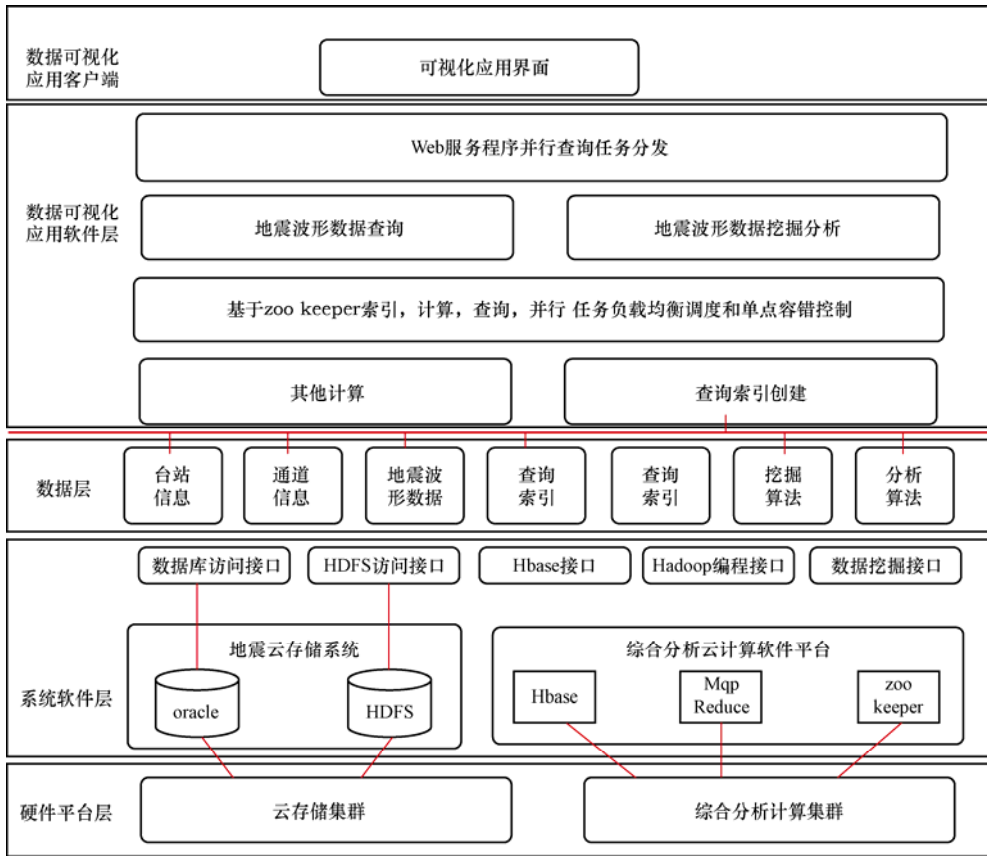 数据可视化
应用客户端
可视化应用界面
Web服务程序并行查询任务分发
数据可视化
应用软件层
地震波形数据查询
地震波形数据挖掘分析
基于zoo keeper索引，计算，查询，并行 任务负载均衡调度和单点容错控制
其他计算
查询索引创建
数据层
台站
信息
通道
信息
地震波
形数据
查询
索引
查询
索引
挖掘
算法
分析
算法
数据库访问接口
HDFS访问接口
Hbase接口
Hadoop编程接口
数据挖掘接口
系统软件层
地震云存储系统
oracle
HDFS
综合分析云计算软件平台
Hbase
Mqp
Reduce
zoo
keeper
硬件平台层
云存储集群
综合分析计算集群